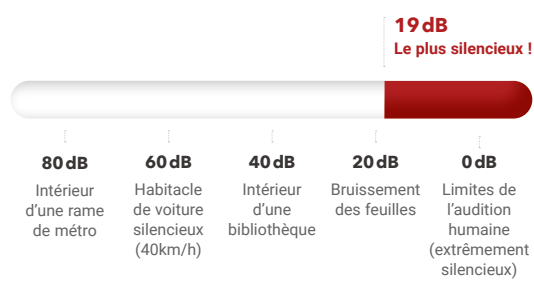 19 dB
Le plus silencieux !
80 dB
Intérieur
d'une rame
de métro
60 dB
Habitacle
de voiture
silencieux
(40km/h)
40 dB
Intérieur
d'une
bibliothèque
20 dB
Bruissement
des feuilles
0 dB
Limites de
l'audition
humaine
(extrêmement
silencieux)